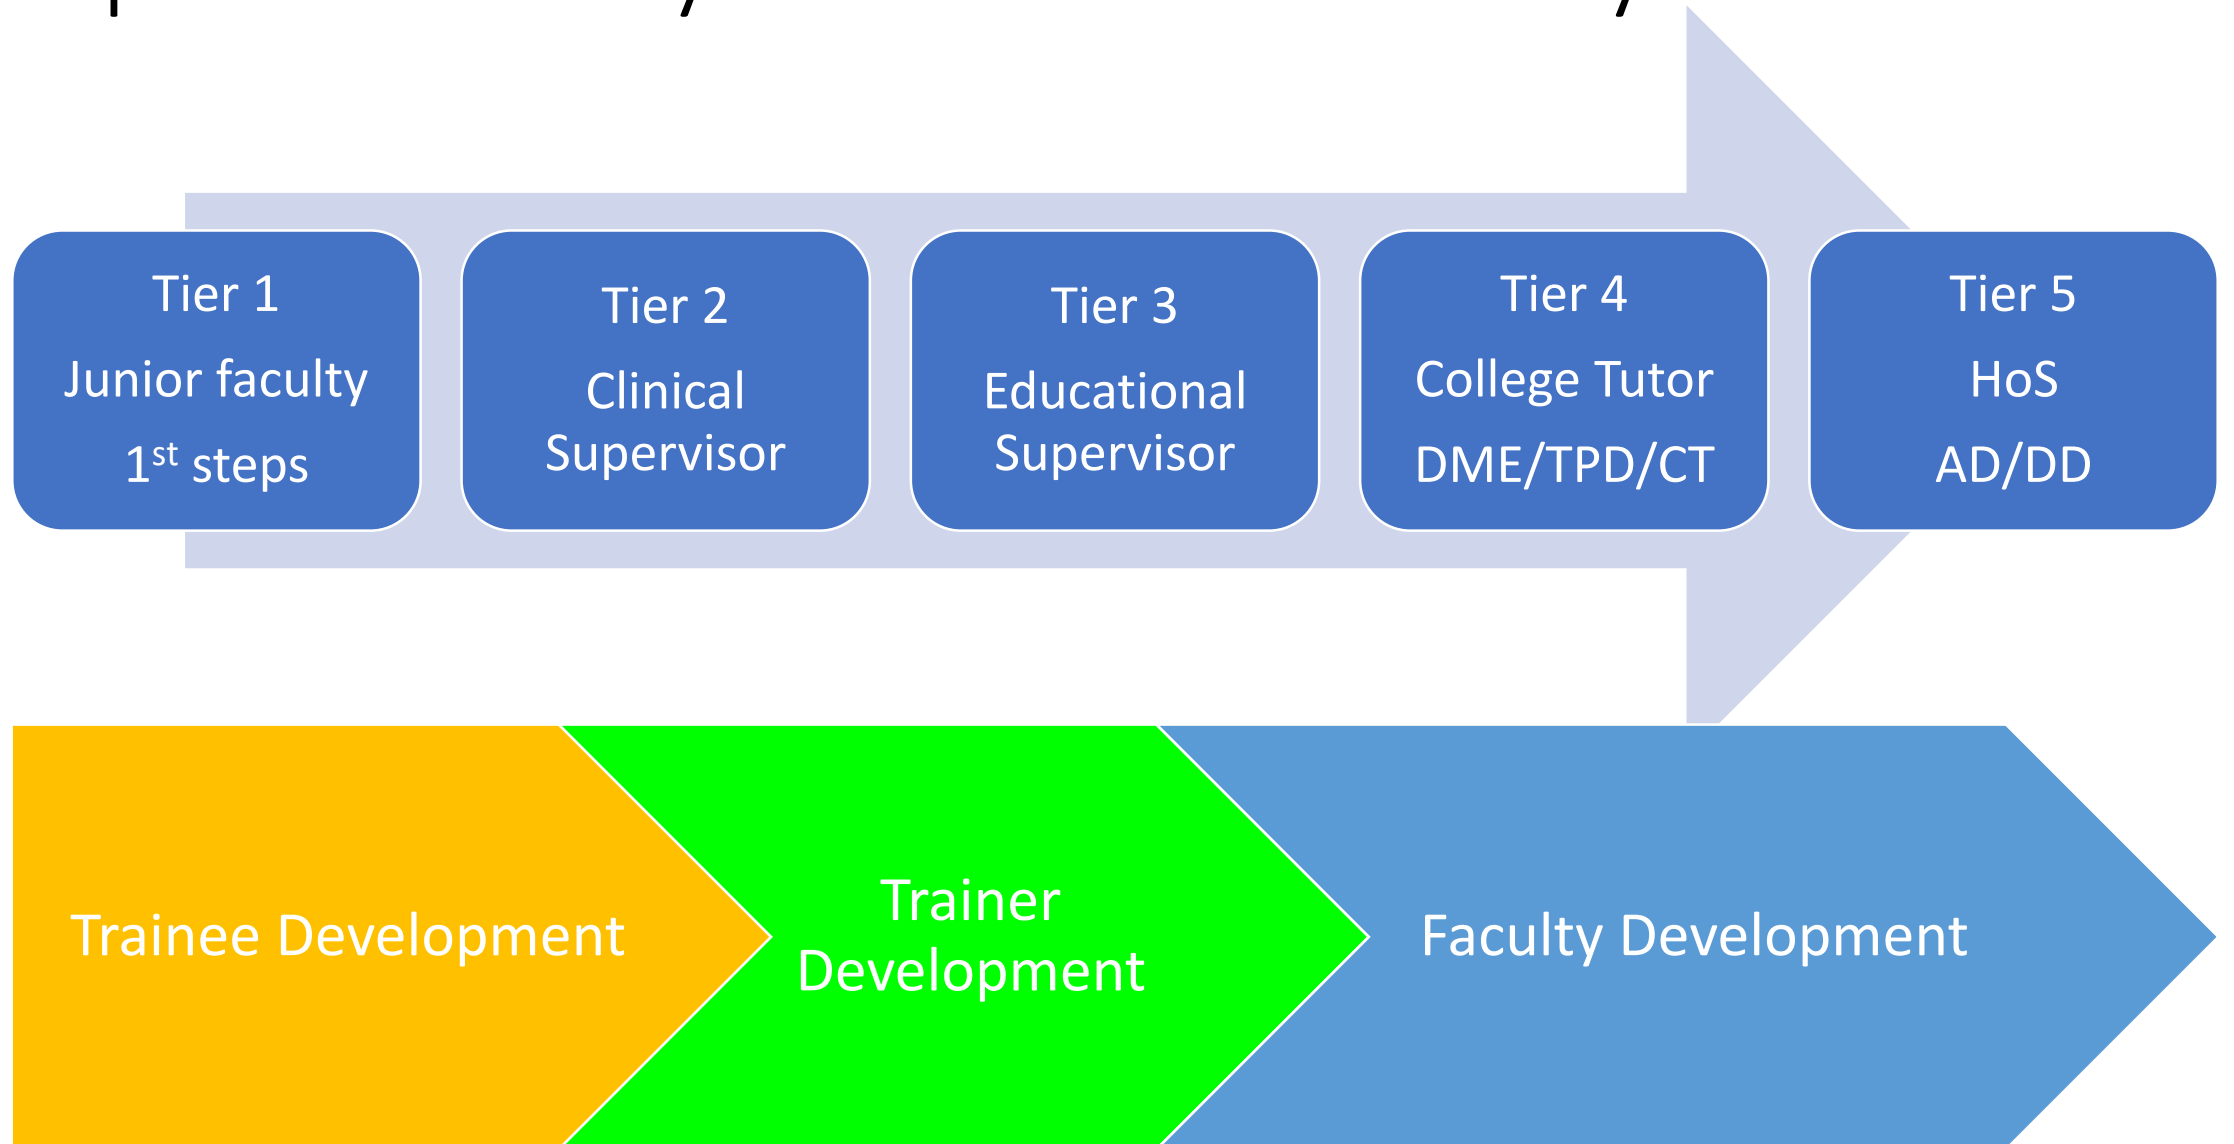 Tier 1
Junior faculty
1st steps
Tier 2
Clinical
Supervisor
Tier 3
Educational
Supervisor
Tier 4
College Tutor
DME/TPD/CT
Tier 5
HoS
AD/DD
Trainee Development
Trainer
Development
Faculty Development